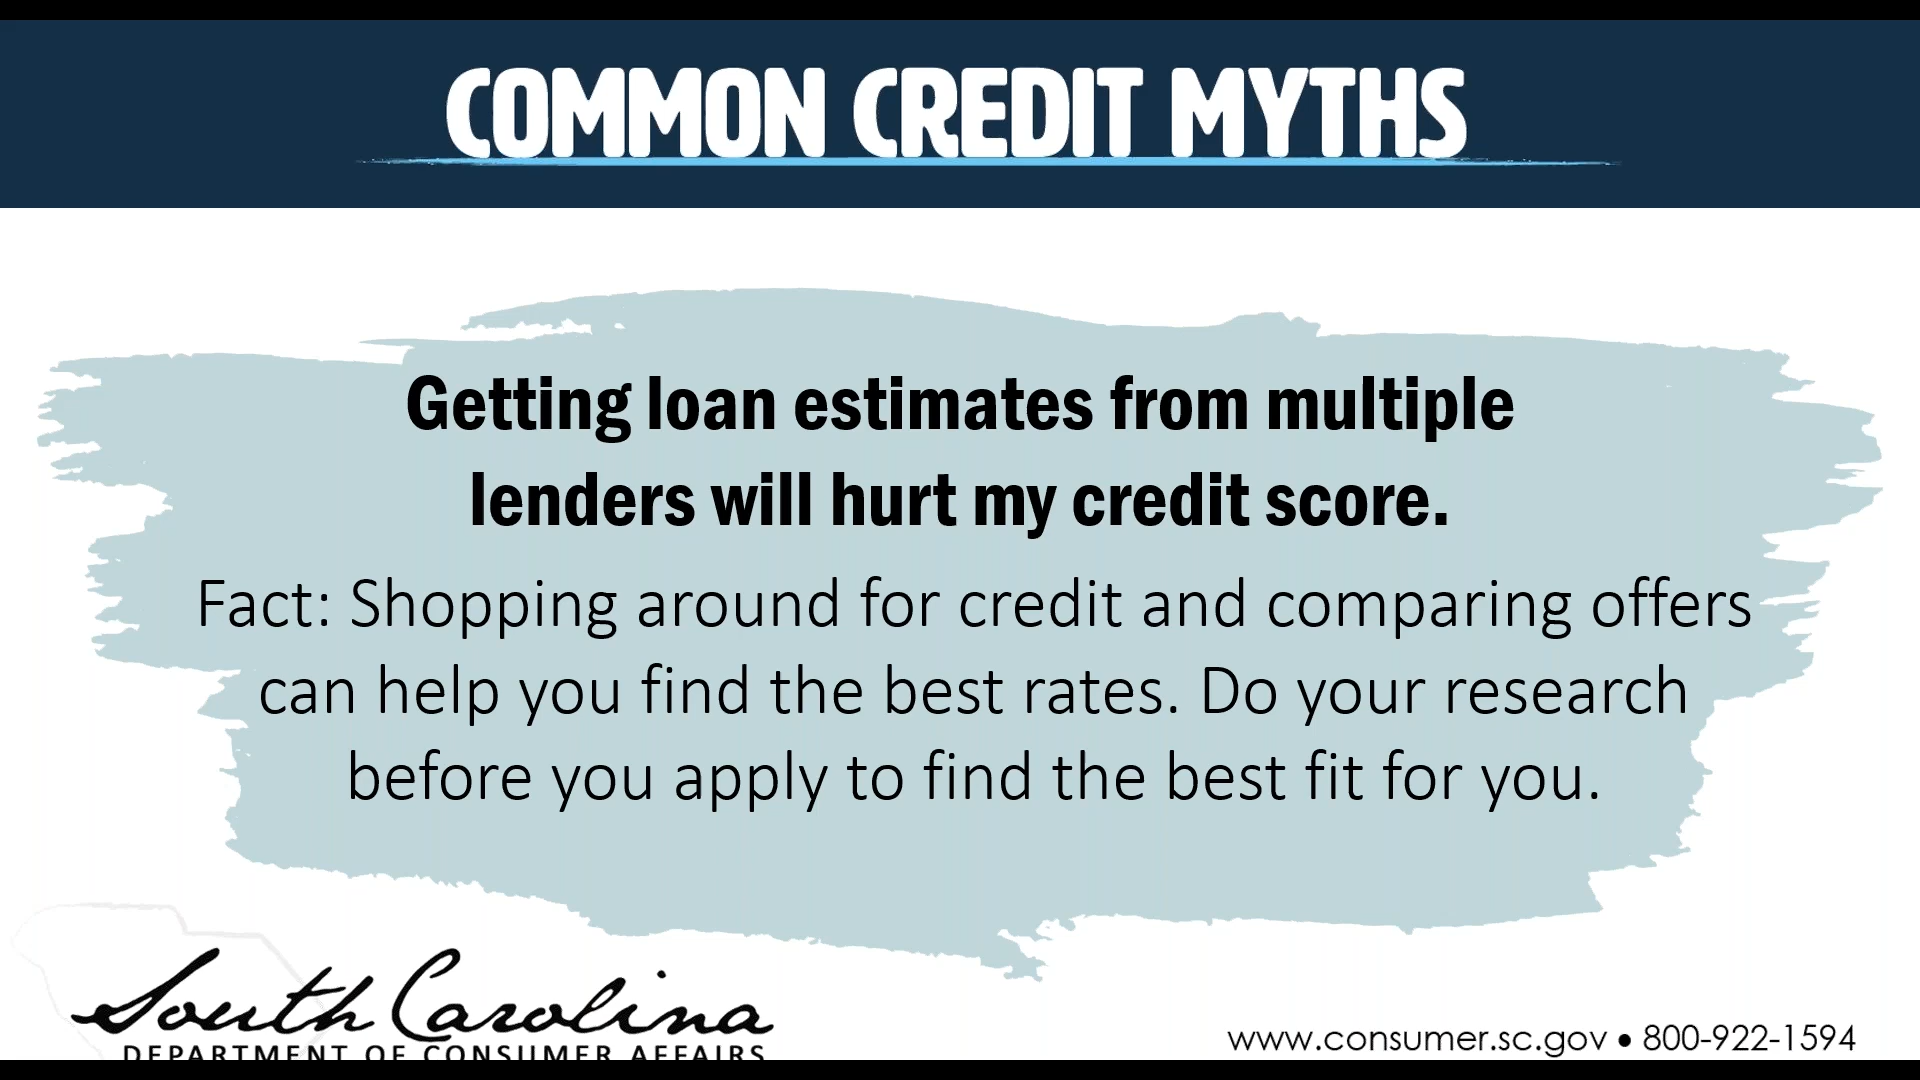 COMMON CREDIT MYTHS
Getting loan estimates from multiple
lenders will hurt my credit score.
Fact: Shopping around for credit and comparing offers
can help you find the best rates. Do your research
before you apply to find the best fit for you.
South Carolina
DEPARTMENT OF CONSUMER AFFAIRS
www.consumer.sc.gov • 800-922-1594